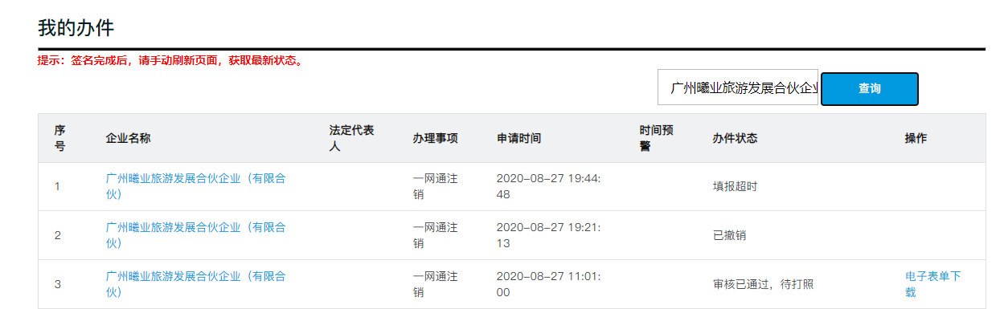 我的办件
提示：签名完成后，请手动刷新页面，获取最新状态。
广州曦业旅游发展合伙企业
查询
序号
企业名称
法定代表人
办理事项
申请时间
时间预警
办件状态
操作
1
广州曦业旅游发展合伙企业（有限合
伙）
一网通注
销
2020-08-27 19:44:
48
填报超时
2
广州曦业旅游发展合伙企业（有限合
伙）
一网通注
销
2020-08-27 19:21:
13
已撤销
3
广州曦业旅游发展合伙企业（有限合
伙）
一网通注
销
2020-08-27 11:01:
00
审核已通过，待打照
电子表单下
载